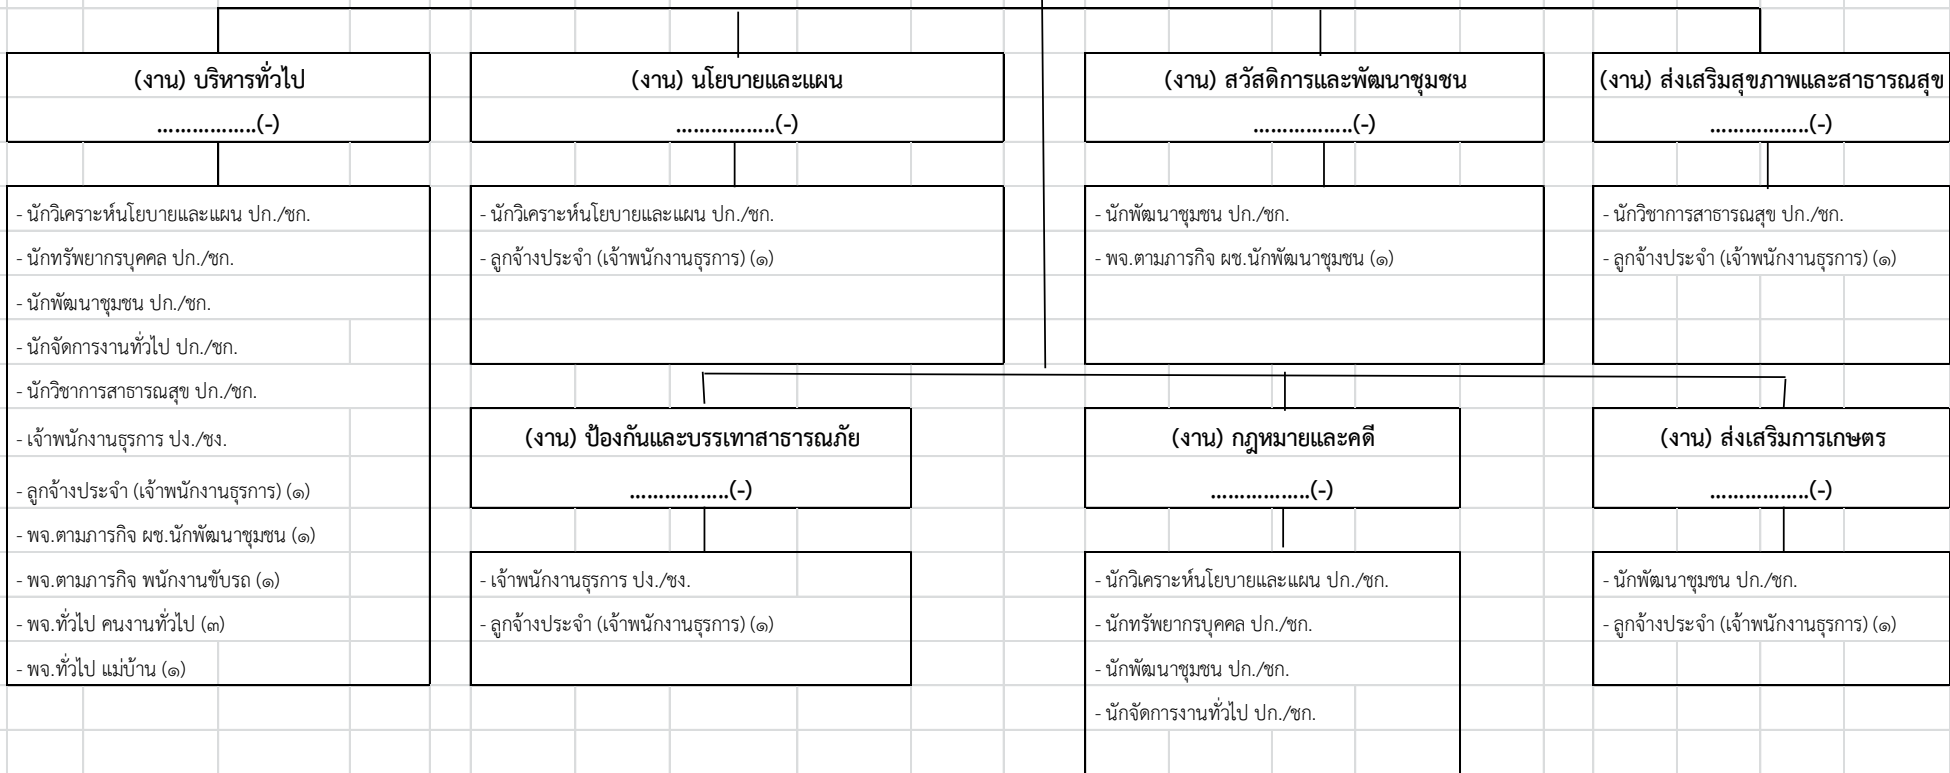 (งาน) บริหารทั่วไป
.................(-)
- นักวิเคราะห์นโยบายและแผน ปก./ชก.
- นักทรัพยากรบุคคล ปก./ชก.
- นักพัฒนาชุมชน ปก./ชก.
- นักจัดการงานทั่วไป ปก./ชก.
- นักวิชาการสาธารณสุข ปก./ชก.
- เจ้าพนักงานธุรการ ปง./ชง.
- ลูกจ้างประจำ (เจ้าพนักงานธุรการ) (๑)
- พจ.ตามภารกิจ ผช.นักพัฒนาชุมชน (๑)
- พจ.ตามภารกิจ พนักงานขับรถ (๑)
- พจ.ทั่วไป คนงานทั่วไป (๓)
- พจ.ทั่วไป แม่บ้าน (๑)
(งาน) นโยบายและแผน
.................(-)
- นักวิเคราะห์นโยบายและแผน ปก./ชก.
- ลูกจ้างประจำ (เจ้าพนักงานธุรการ) (๑)
(งาน) สวัสดิการและพัฒนาชุมชน
.................(-)
- นักพัฒนาชุมชน ปก./ชก.
- พจ.ตามภารกิจ ผช.นักพัฒนาชุมชน (๑)
(งาน) ส่งเสริมสุขภาพและสาธารณสุข
.................(-)
- นักวิชาการสาธารณสุข ปก./ชก.
- ลูกจ้างประจำ (เจ้าพนักงานธุรการ) (๑)
(งาน) ป้องกันและบรรเทาสาธารณภัย
.................(-)
- เจ้าพนักงานธุรการ ปง./ชง.
- ลูกจ้างประจำ (เจ้าพนักงานธุรการ) (๑)
(งาน) กฎหมายและคดี
.................(-)
- นักวิเคราะห์นโยบายและแผน ปก./ชก.
- นักทรัพยากรบุคคล ปก./ชก.
- นักพัฒนาชุมชน ปก./ชก.
- นักจัดการงานทั่วไป ปก./ชก.
(งาน) ส่งเสริมการเกษตร
.................(-)
- นักพัฒนาชุมชน ปก./ชก.
- ลูกจ้างประจำ (เจ้าพนักงานธุรการ) (๑)